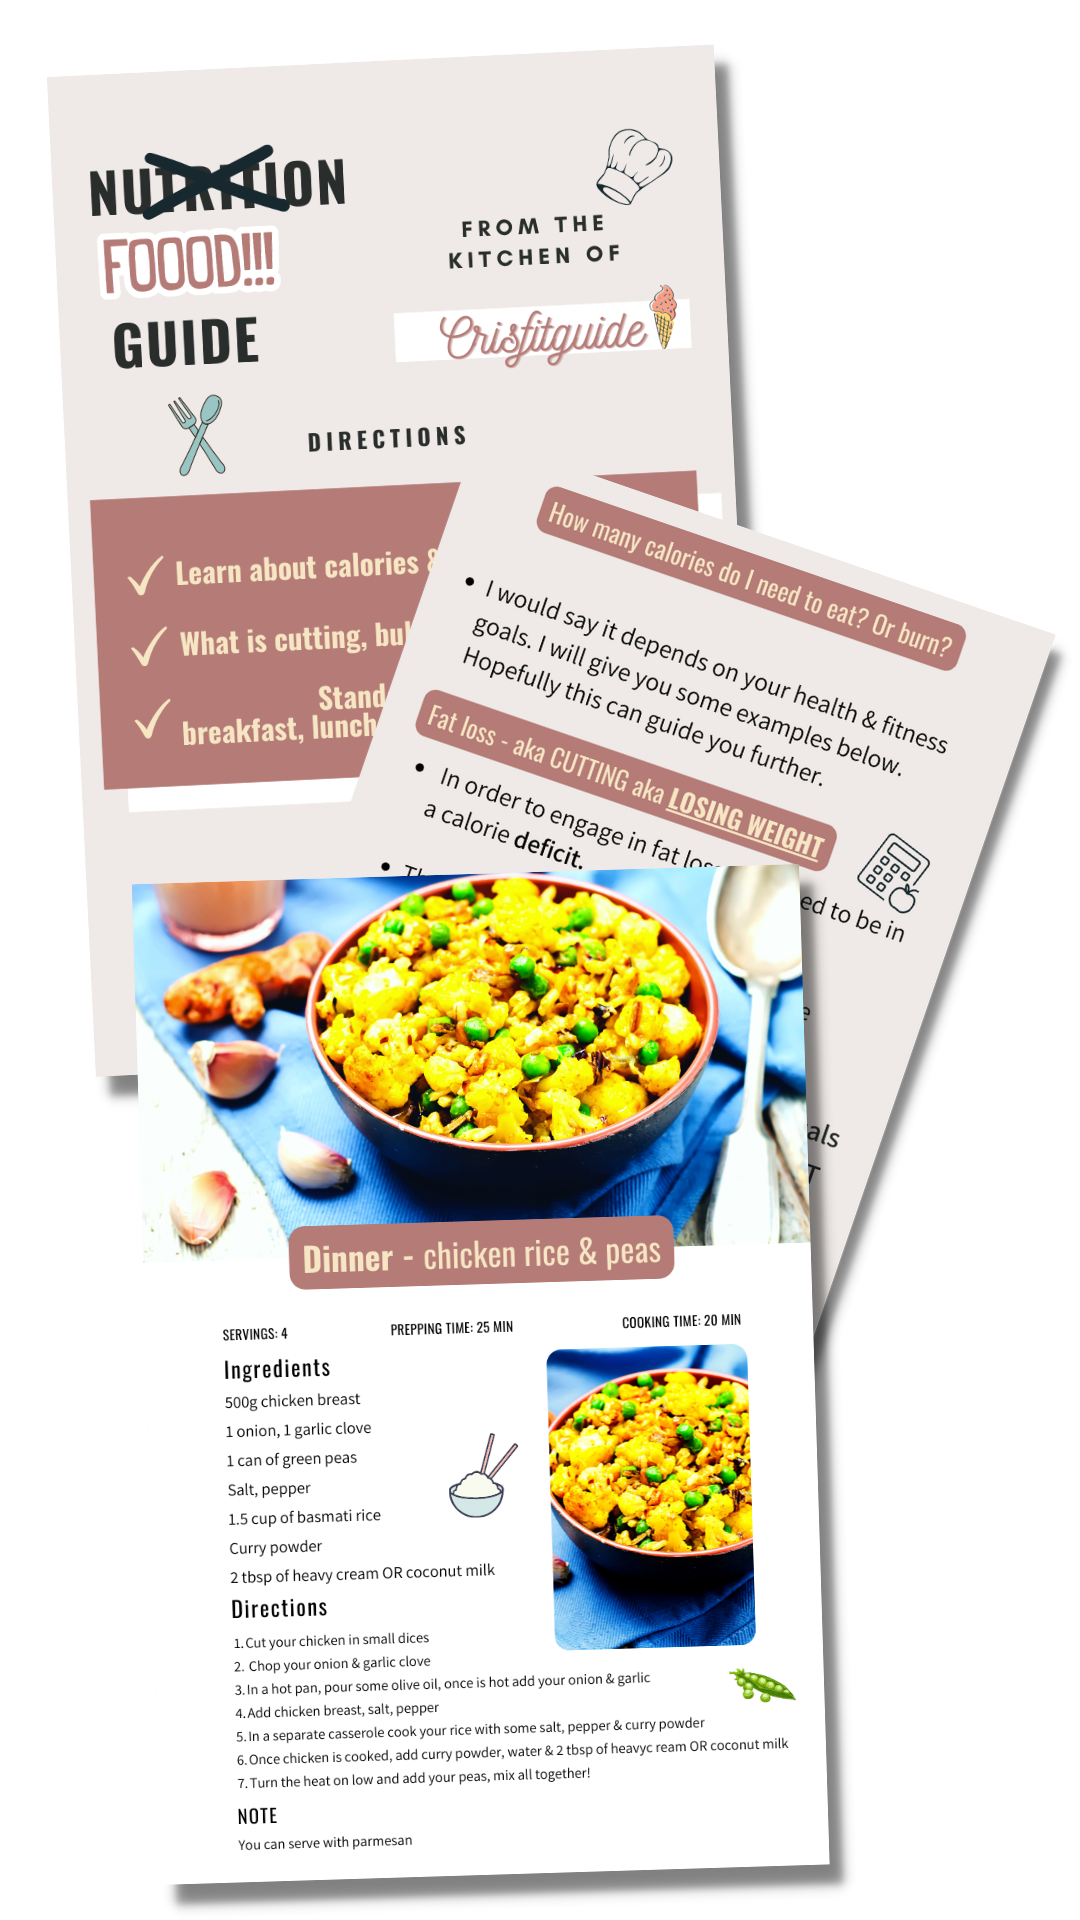 NUTRITION
FOOOD!!!
GUIDE
FROM THE
KITCHEN OF
Crisfitguide
DIRECTIONS
Learn about calories &
What is cutting, bul
Stand
breakfast, lunch
How many calories do I need to eat? Or burn?
I would say it depends on your health & fitness
goals. I will give you some examples below.
Hopefully this can guide you further.
Fat loss - aka CUTTING aka LOSING WEIGHT
In order to engage in fat loss ed to be in
a calorie deficit.
e
als
T
Dinner - chicken rice & peas
SERVINGS: 4
PREPPING TIME: 25 MIN
COOKING TIME: 20 MIN
Ingredients
500g chicken breast
1 onion, 1 garlic clove
1 can of green peas
Salt, pepper
1.5 cup of basmati rice
Curry powder
2 tbsp of heavy cream OR coconut milk
Directions
1. Cut your chicken in small dices
2. Chop your onion & garlic clove
3. In a hot pan, pour some olive oil, once is hot add your onion & garlic
4. Add chicken breast, salt, pepper
5. In a separate casserole cook your rice with some salt, pepper & curry powder
6. Once chicken is cooked, add curry powder, water & 2 tbsp of heavyc ream OR coconut milk
7. Turn the heat on low and add your peas, mix all together!
NOTE
You can serve with parmesan